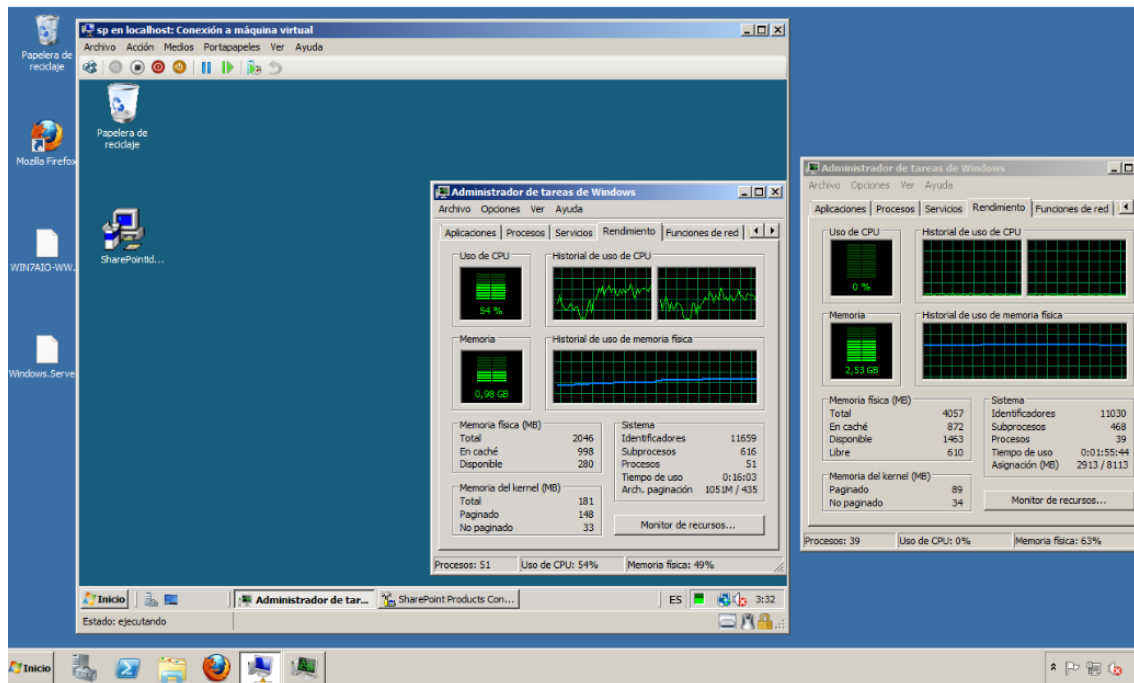 Papelera de
reciclaje
Mozilla Firefox
WIN7AIO-WW.
Windows.Serve
sp en localhost: Conexión a máquina virtual
Archivo Acción Medios Portapapeles Ver Ayuda
Papelera de
reciclaje
SharePointId...
Administrador de tareas de Windows
Archivo Opciones Ver Ayuda
Aplicaciones Procesos Servicios Rendimiento Funciones de red
Uso de CPU Historial de uso de CPU
54 %
Memoria Historial de uso de memoria física
0,98 GB
Memoria física (MB)
Total 2046
En caché 998
Disponible 280
Memoria del kernel (MB)
Total 181
Paginado 148
No paginado 33
Sistema
Identificadores 11659
Subprocesos 616
Procesos 51
Tiempo de uso 0:16:03
Arch. paginación 1051M / 435
Monitor de recursos...
Procesos: 51 Uso de CPU: 54% Memoria física: 49%
Inicio Administrador de tar... SharePoint Products Con... ES 3:32
Estado: ejecutando
Administrador de tareas de Windows
Archivo Opciones Ver Ayuda
Aplicaciones Procesos Servicios Rendimiento Funciones de red
Uso de CPU Historial de uso de CPU
0 %
Memoria Historial de uso de memoria física
2,53 GB
Memoria física (MB)
Total 4057
En caché 872
Disponible 1463
Libre 610
Memoria del kernel (MB)
Paginado 89
No paginado 34
Sistema
Identificadores 11030
Subprocesos 468
Procesos 39
Tiempo de uso 0:01:55:44
Asignación (MB) 2913 / 8113
Monitor de recursos...
Procesos: 39 Uso de CPU: 0% Memoria física: 63%
Inicio